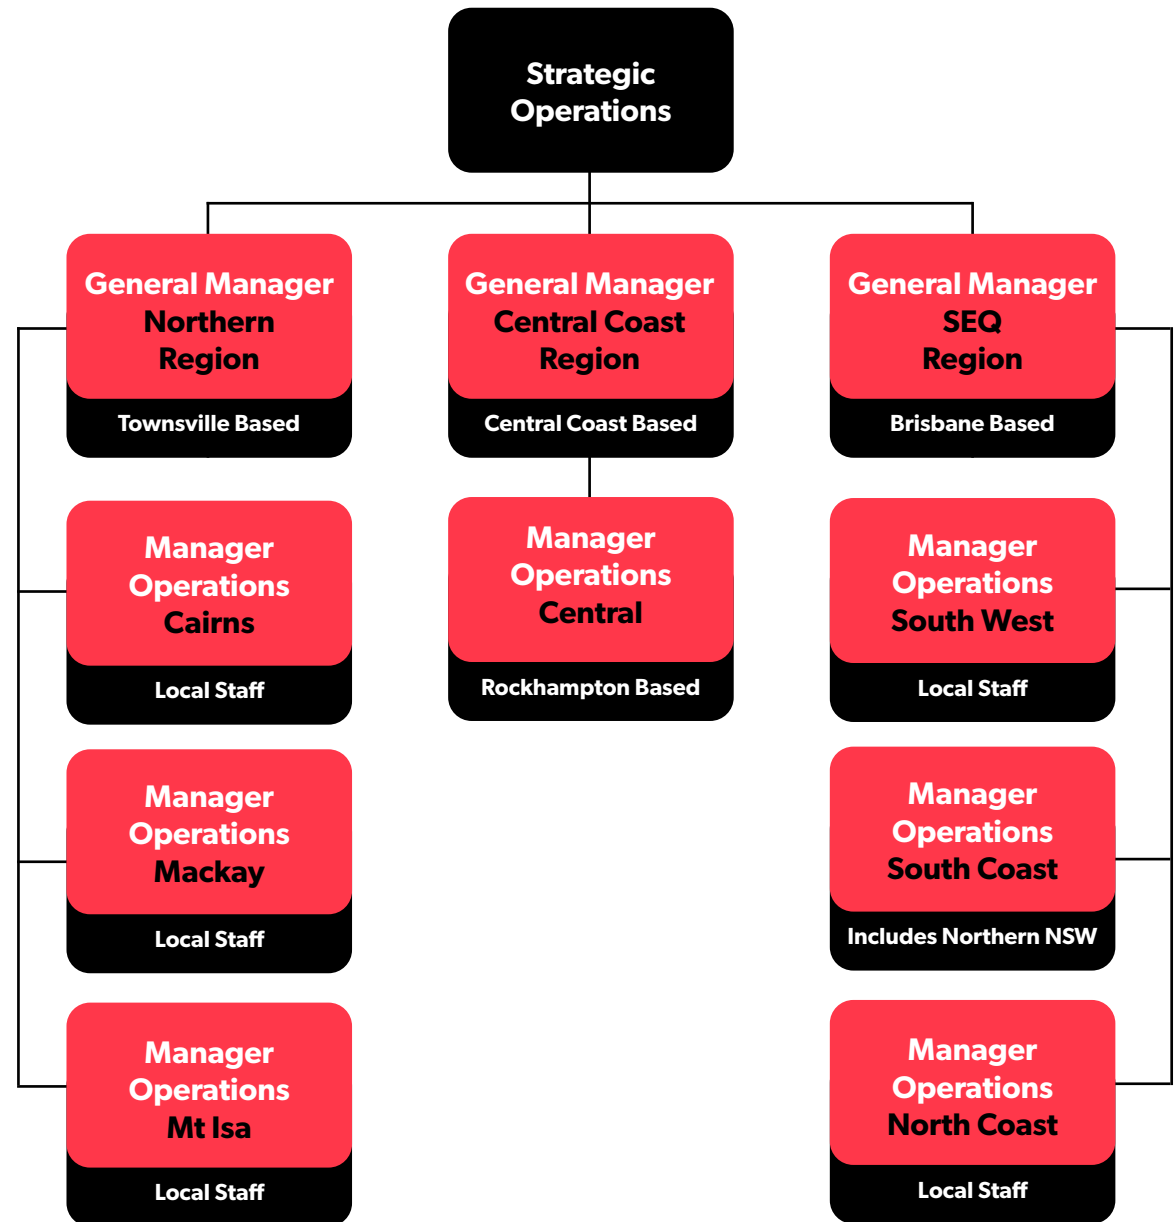 Strategic
Operations
General Manager
Northern
Region
Townsville Based
General Manager
Central Coast
Region
Central Coast Based
General Manager
SEQ
Region
Brisbane Based
Manager
Operations
Cairns
Local Staff
Manager
Operations
Central
Rockhampton Based
Manager
Operations
South West
Local Staff
Manager
Operations
Mackay
Local Staff
Manager
Operations
South Coast
Includes Northern NSW
Manager
Operations
Mt Isa
Local Staff
Manager
Operations
North Coast
Local Staff